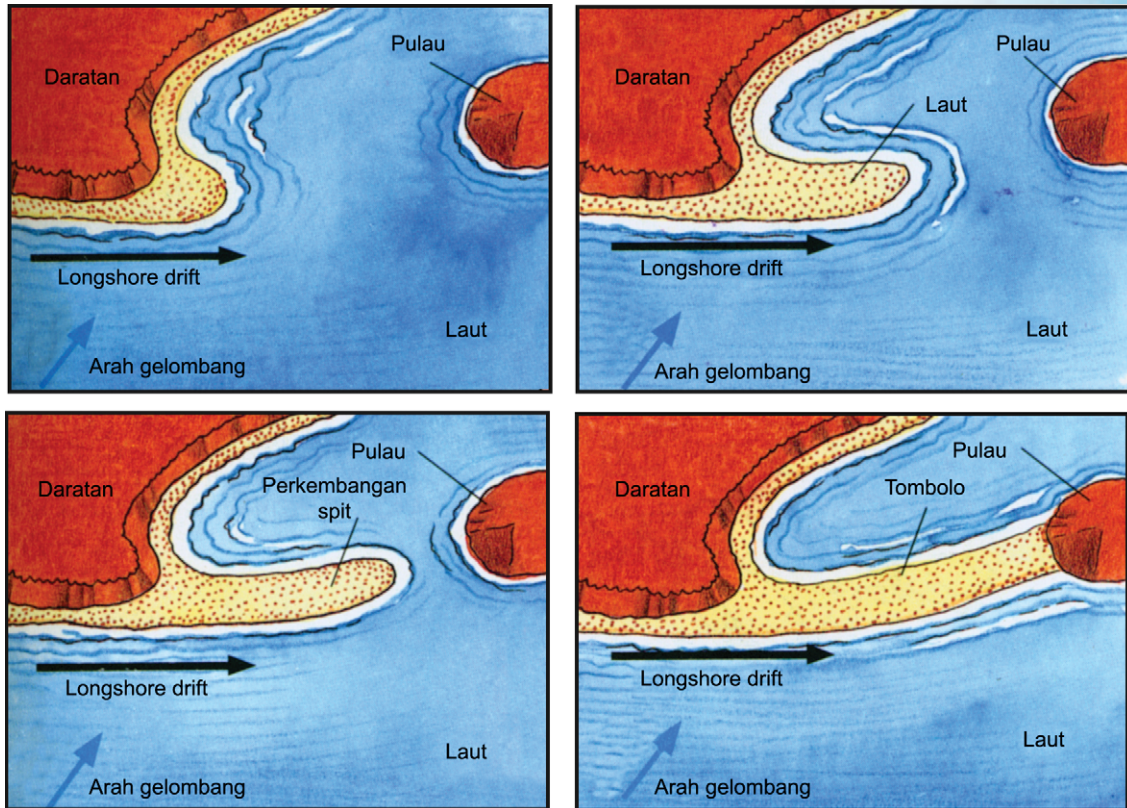 Daratan
Pulau
Longshore drift
Laut
Arah gelombang
Daratan
Pulau
Laut
Longshore drift
Laut
Arah gelombang
Daratan
Pulau
Perkembangan
spit
Longshore drift
Laut
Arah gelombang
Daratan
Pulau
Tombolo
Longshore drift
Laut
Arah gelombang